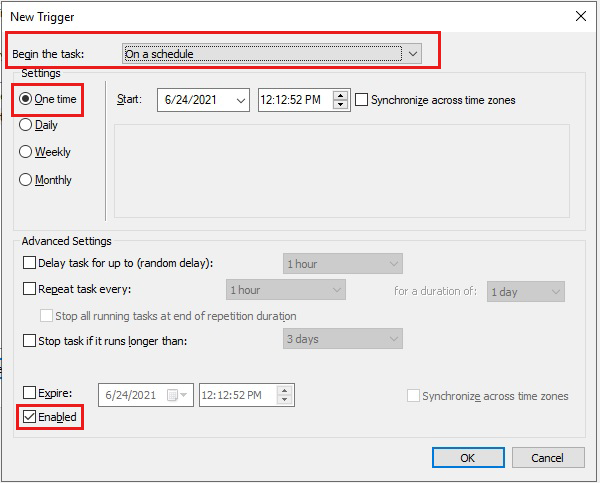 New Trigger
Begin the task: On a schedule
Settings
One time Start: 6/24/2021 12:12:52 PM Synchronize across time zones
Daily
Weekly
Monthly
Advanced Settings
Delay task for up to (random delay): 1 hour
Repeat task every: 1 hour for a duration of: 1 day
Stop all running tasks at end of repetition duration
Stop task if it runs longer than: 3 days
Expire: 6/24/2021 12:12:52 PM Synchronize across time zones
Enabled
OK Cancel